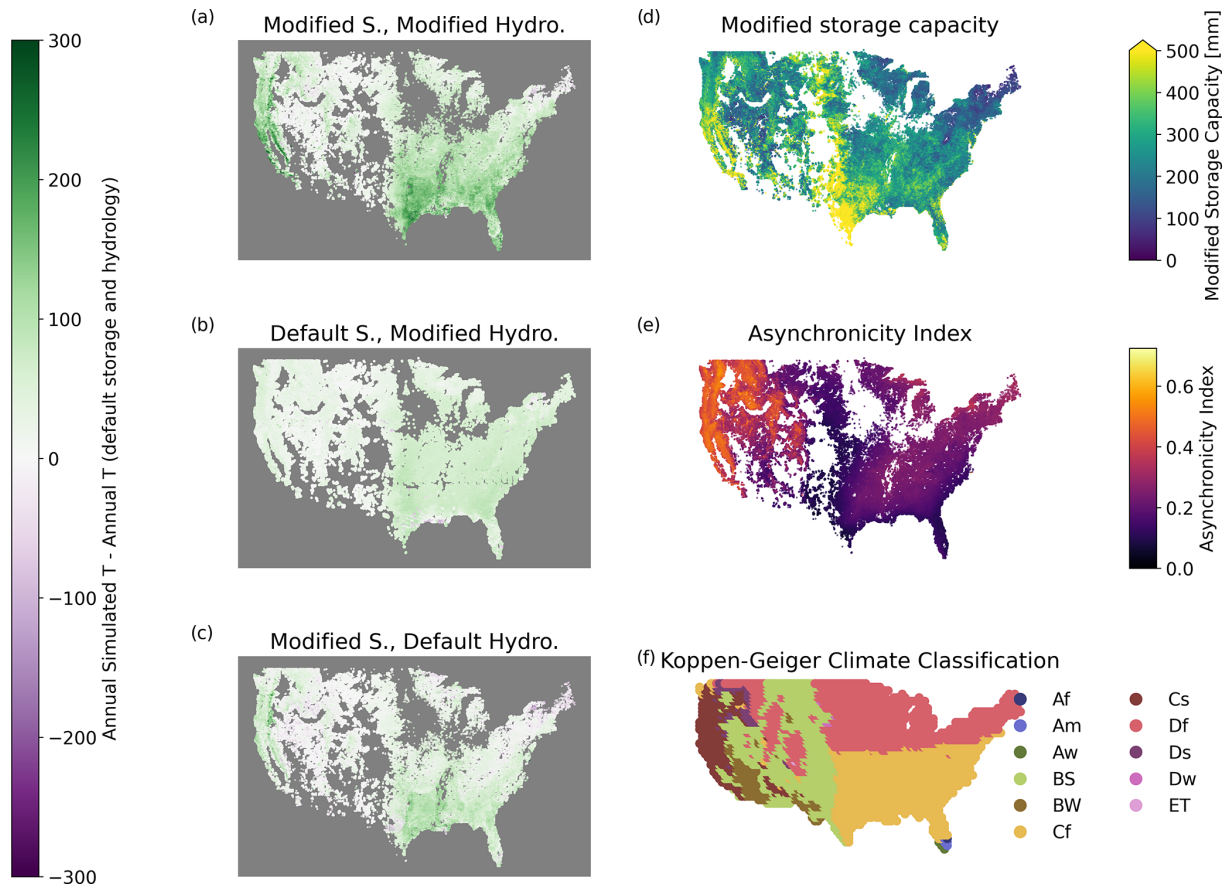 300
200
100
0
−100
−200
−300
Annual Simulated T - Annual T (default storage and hydrology)
(a)
Modified S., Modified Hydro.
(b)
Default S., Modified Hydro.
(c)
Modified S., Default Hydro.
(d)
Modified storage capacity
500
400
300
200
100
0
Modified Storage Capacity [mm]
(e)
Asynchronicity Index
0.6
0.4
0.2
0.0
Asynchronicity Index
(f)
Koppen-Geiger Climate Classification
Af
Am
Aw
BS
BW
Cf
Cs
Df
Ds
Dw
ET